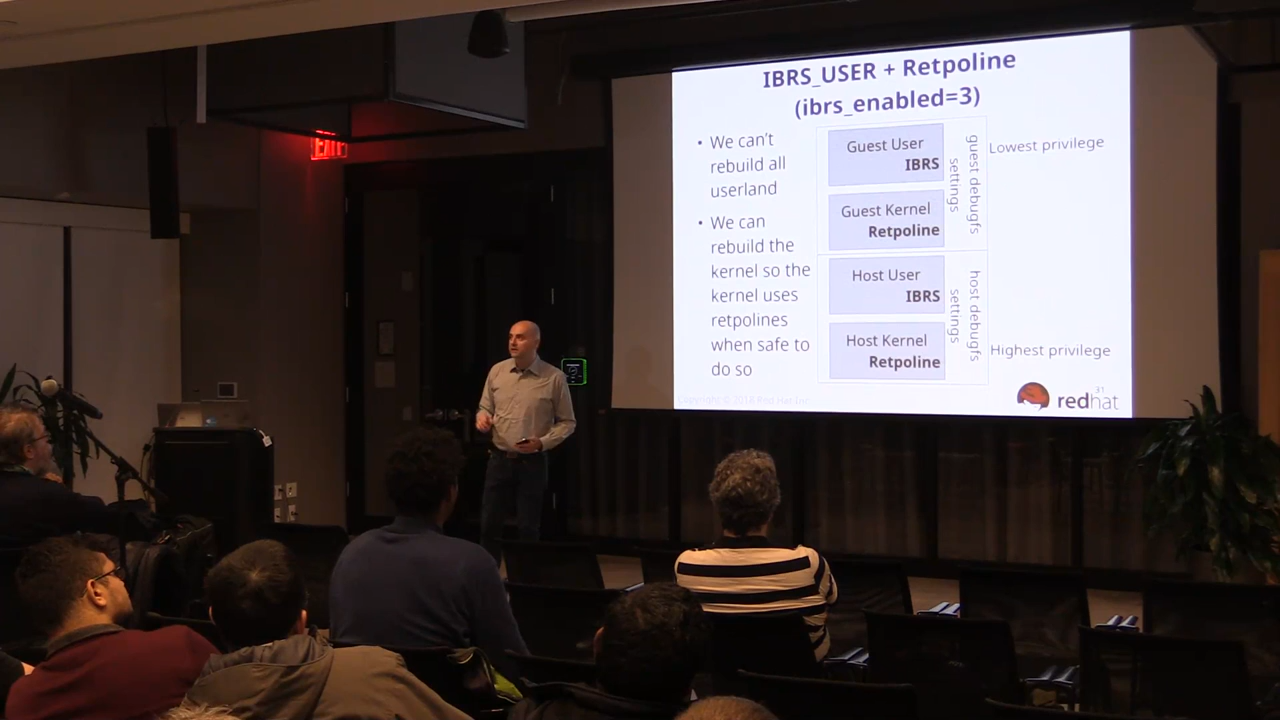 EXIT
IBRS_USER + Retpoline
(ibrs_enabled=3)
• We can't
rebuild all
userland
• We can
rebuild the
kernel so the
kernel uses
retpolines
when safe to
do so
Guest User
IBRS
Guest Kernel
Retpoline
guest debugfs
settings
Host User
IBRS
Host Kernel
Retpoline
host debugfs
settings
Lowest privilege
Highest privilege
31
redhat